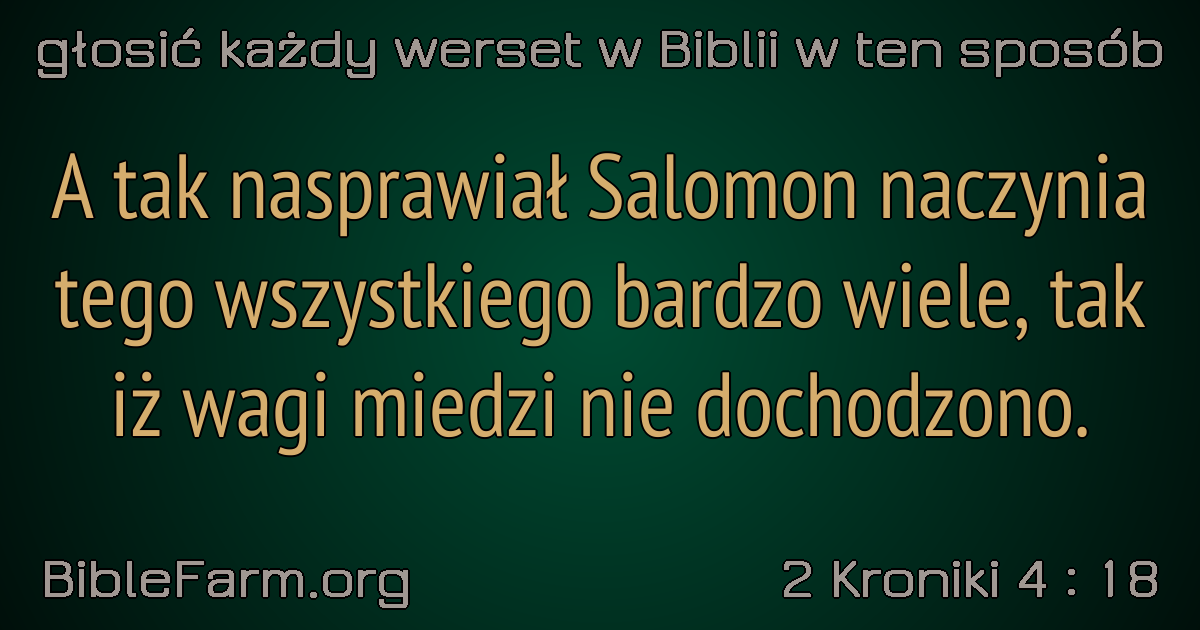 głosić każdy werset w Biblii w ten sposób
A tak nasprawiał Salomon naczynia
tego wszystkiego bardzo wiele, tak
iż wagi miedzi nie dochodzono.
BibleFarm.org
2 Kroniki 4 : 18